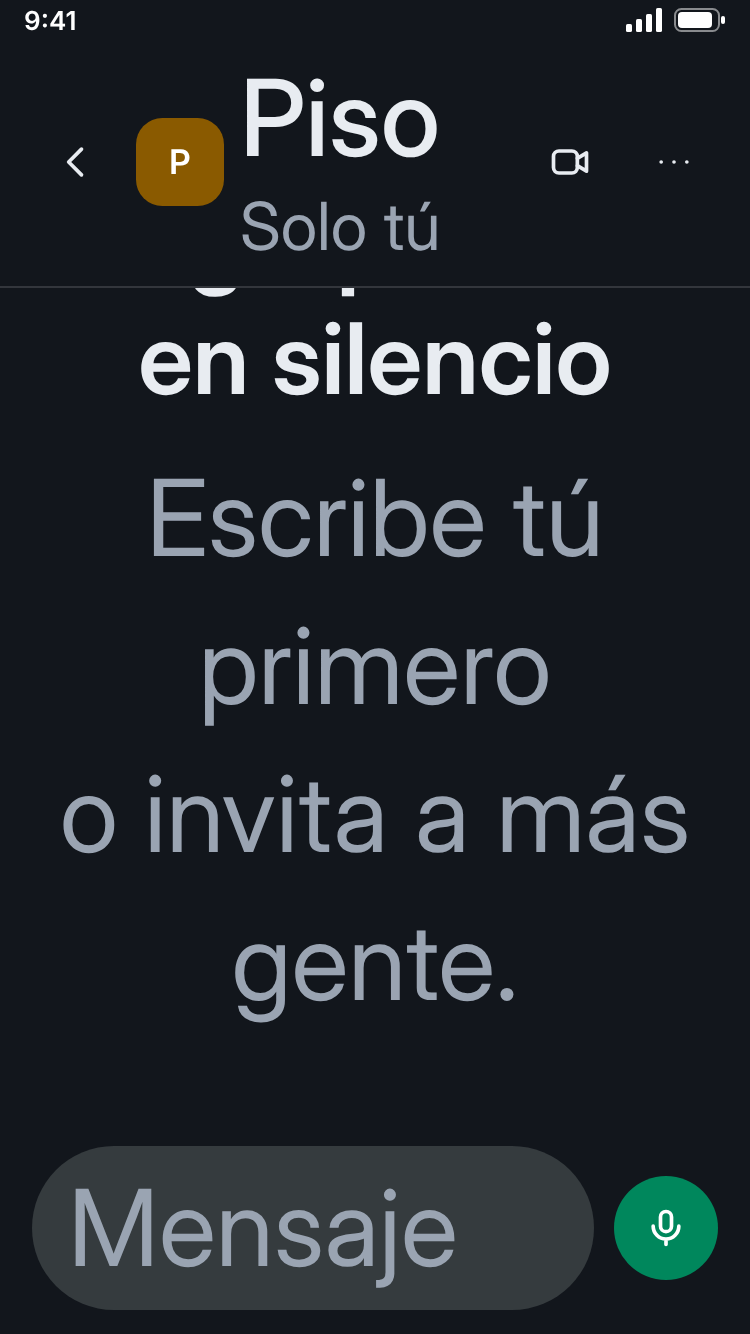 9:41
P
Piso
Solo tú
en silencio
Escribe tú
primero
o invita a más
gente.
Mensaje